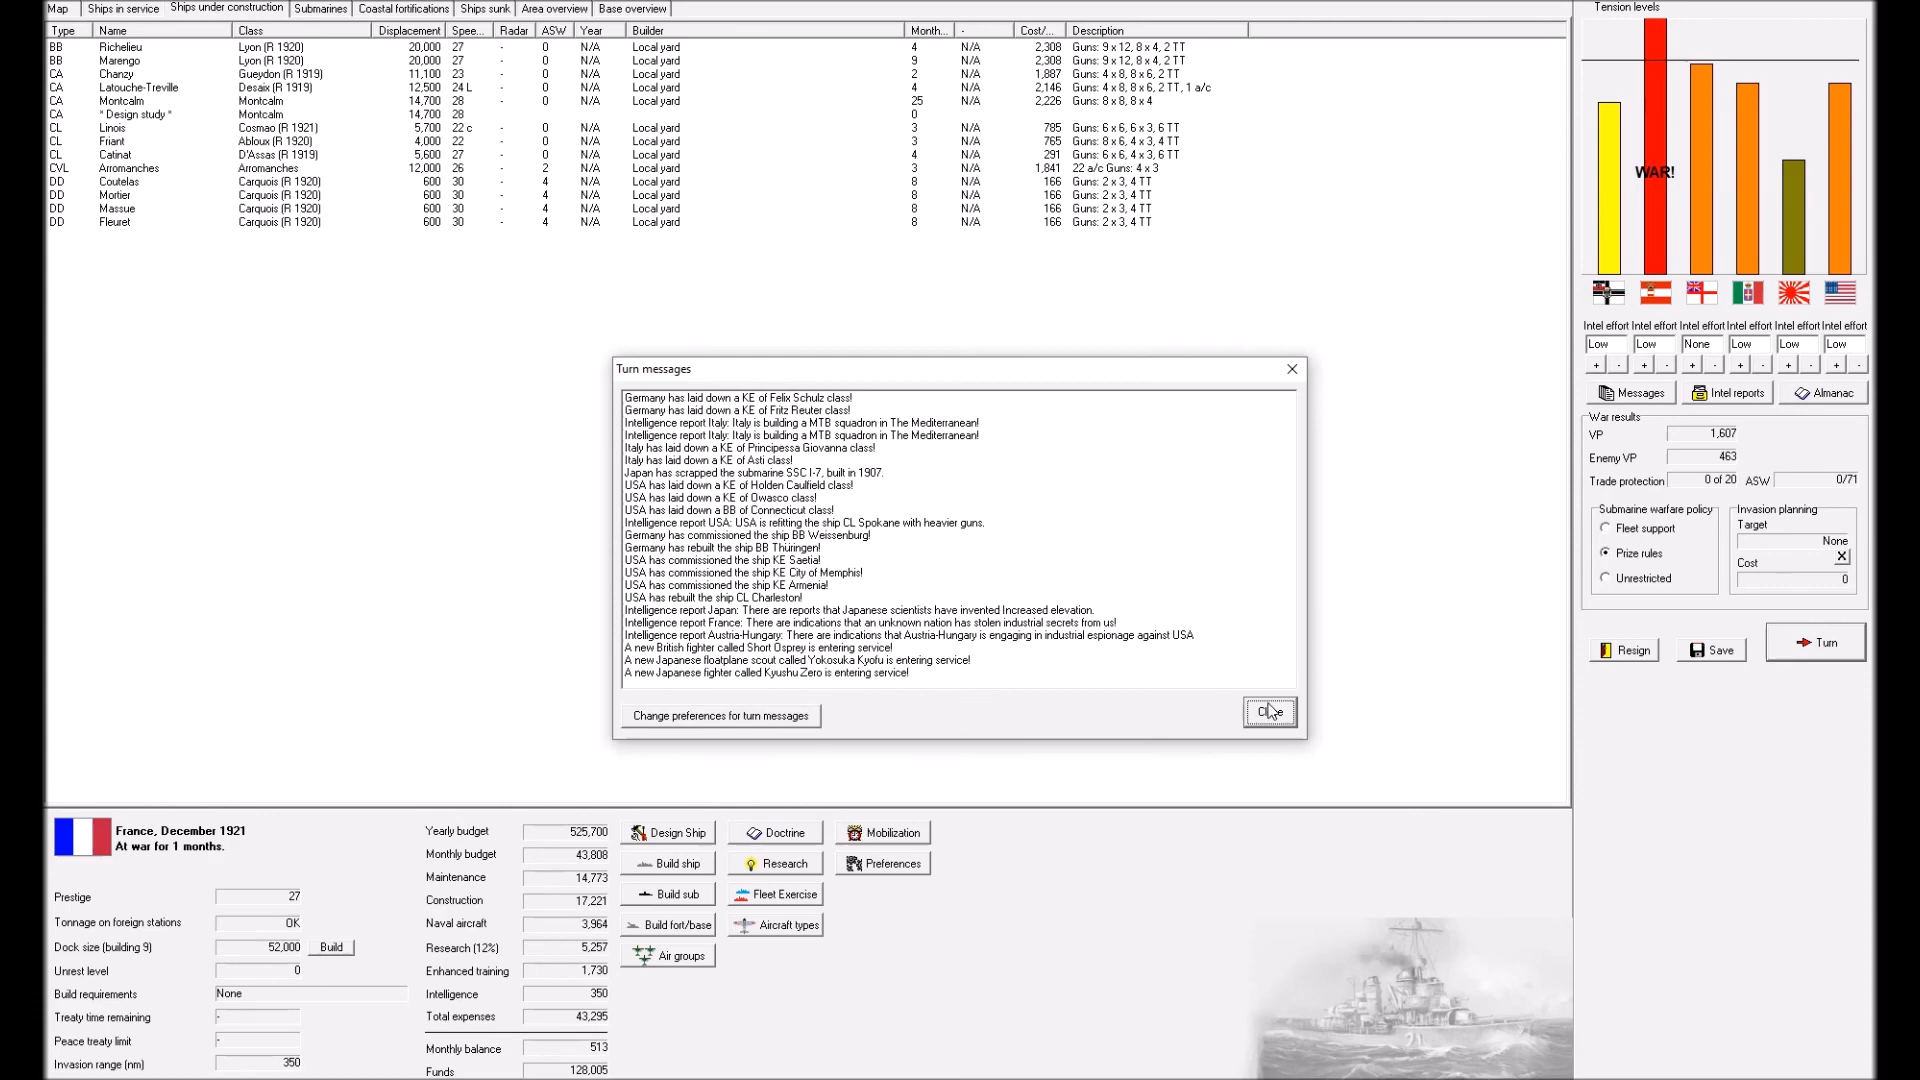 Map Ships in service Ships under construction Submarines Coastal fortifications Ships sunk Area overview Base overview
Type Name Class Displacement Spee... Radar ASW Year Builder Month... - Cost/... Description
BB Richelieu Lyon (R 1920) 20,000 27 - 0 N/A Local yard 4 N/A 2,308 Guns: 9 x 12, 8 x 4, 2 TT
BB Marengo Lyon (R 1920) 20,000 27 - 0 N/A Local yard 9 N/A 2,308 Guns: 9 x 12, 8 x 4, 2 TT
CA Chanzy Gueydon (R 1919) 11,100 23 - 0 N/A Local yard 2 N/A 1,887 Guns: 4 x 8, 8 x 6, 2 TT
CA Latouche-Treville Desaix (R 1919) 12,500 24 L - 0 N/A Local yard 4 N/A 2,146 Guns: 4 x 8, 8 x 6, 2 TT, 1 a/c
CA Montcalm Montcalm 14,700 28 - 0 N/A Local yard 25 N/A 2,226 Guns: 8 x 8, 8 x 4
CA * Design study * Montcalm 14,700 28 0
CL Linois Cosmao (R 1921) 5,700 22 c - 0 N/A Local yard 3 N/A 785 Guns: 6 x 6, 6 x 3, 6 TT
CL Friant Abloux (R 1920) 4,000 22 - 0 N/A Local yard 3 N/A 765 Guns: 8 x 6, 4 x 3, 4 TT
CL Catinat D'Assas (R 1919) 5,600 27 - 0 N/A Local yard 4 N/A 291 Guns: 6 x 6, 4 x 3, 6 TT
CVL Arromanches Arromanches 12,000 26 - 2 N/A Local yard 3 N/A 1,841 22 a/c Guns: 4 x 3
DD Coutelas Carquois (R 1920) 600 30 - 4 N/A Local yard 8 N/A 166 Guns: 2 x 3, 4 TT
DD Mortier Carquois (R 1920) 600 30 - 4 N/A Local yard 8 N/A 166 Guns: 2 x 3, 4 TT
DD Massue Carquois (R 1920) 600 30 - 4 N/A Local yard 8 N/A 166 Guns: 2 x 3, 4 TT
DD Fleuret Carquois (R 1920) 600 30 - 4 N/A Local yard 8 N/A 166 Guns: 2 x 3, 4 TT
Turn messages
Germany has laid down a KE of Felix Schulz class!
Germany has laid down a KE of Fritz Reuter class!
Intelligence report Italy: Italy is building a MTB squadron in The Mediterranean!
Intelligence report Italy: Italy is building a MTB squadron in The Mediterranean!
Italy has laid down a KE of Principessa Giovanna class!
Italy has laid down a KE of Asti class!
Japan has scrapped the submarine SSC I-7, built in 1907.
USA has laid down a KE of Holden Caulfield class!
USA has laid down a KE of Owasco class!
USA has laid down a BB of Connecticut class!
Intelligence report USA: USA is refitting the ship CL Spokane with heavier guns.
Germany has commissioned the ship BB Weissenburg!
Germany has rebuilt the ship BB Thüringen!
USA has commissioned the ship KE Saetia!
USA has commissioned the ship KE City of Memphis!
USA has commissioned the ship KE Armenia!
USA has rebuilt the ship CL Charleston!
Intelligence report Japan: There are reports that Japanese scientists have invented Increased elevation.
Intelligence report France: There are indications that an unknown nation has stolen industrial secrets from us!
Intelligence report Austria-Hungary: There are indications that Austria-Hungary is engaging in industrial espionage against USA
A new British fighter called Short Osprey is entering service!
A new Japanese floatplane scout called Yokosuka Kyofu is entering service!
A new Japanese fighter called Kyushu Zero is entering service!
Change preferences for turn messages
Tension levels
WAR!
Intel effort Intel effort Intel effort Intel effort Intel effort Intel effort
Low Low None Low Low Low
+ - + - + - + - + - + -
Messages Intel reports Almanac
War results
VP 1,607
Enemy VP 463
Trade protection 0 of 20 ASW 0/71
Submarine warfare policy
Fleet support
Prize rules
Unrestricted
Invasion planning
Target
None
X
Cost
0
Resign Save Turn
France, December 1921
At war for 1 months.
Prestige 27
Tonnage on foreign stations OK
Dock size (building 9) 52,000 Build
Unrest level 0
Build requirements None
Treaty time remaining -
Peace treaty limit -
Invasion range (nm) 350
Yearly budget 525,700
Monthly budget 43,808
Maintenance 14,773
Construction 17,221
Naval aircraft 3,964
Research (12%) 5,257
Enhanced training 1,730
Intelligence 350
Total expenses 43,295
Monthly balance 513
Funds 128,005
Design Ship Doctrine Mobilization
Build ship Research Preferences
Build sub Fleet Exercise
Build fort/base Aircraft types
Air groups
21